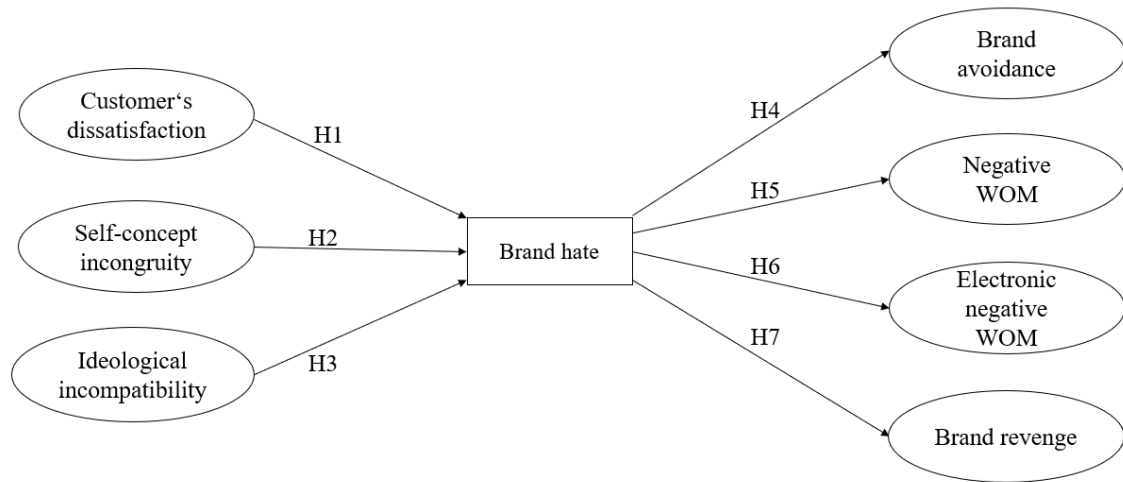 Customer‘s
dissatisfaction
H1
Self-concept
incongruity
H2
Ideological
incompatibility
H3
Brand hate
H4
Brand
avoidance
H5
Negative
WOM
H6
Electronic
negative
WOM
H7
Brand revenge